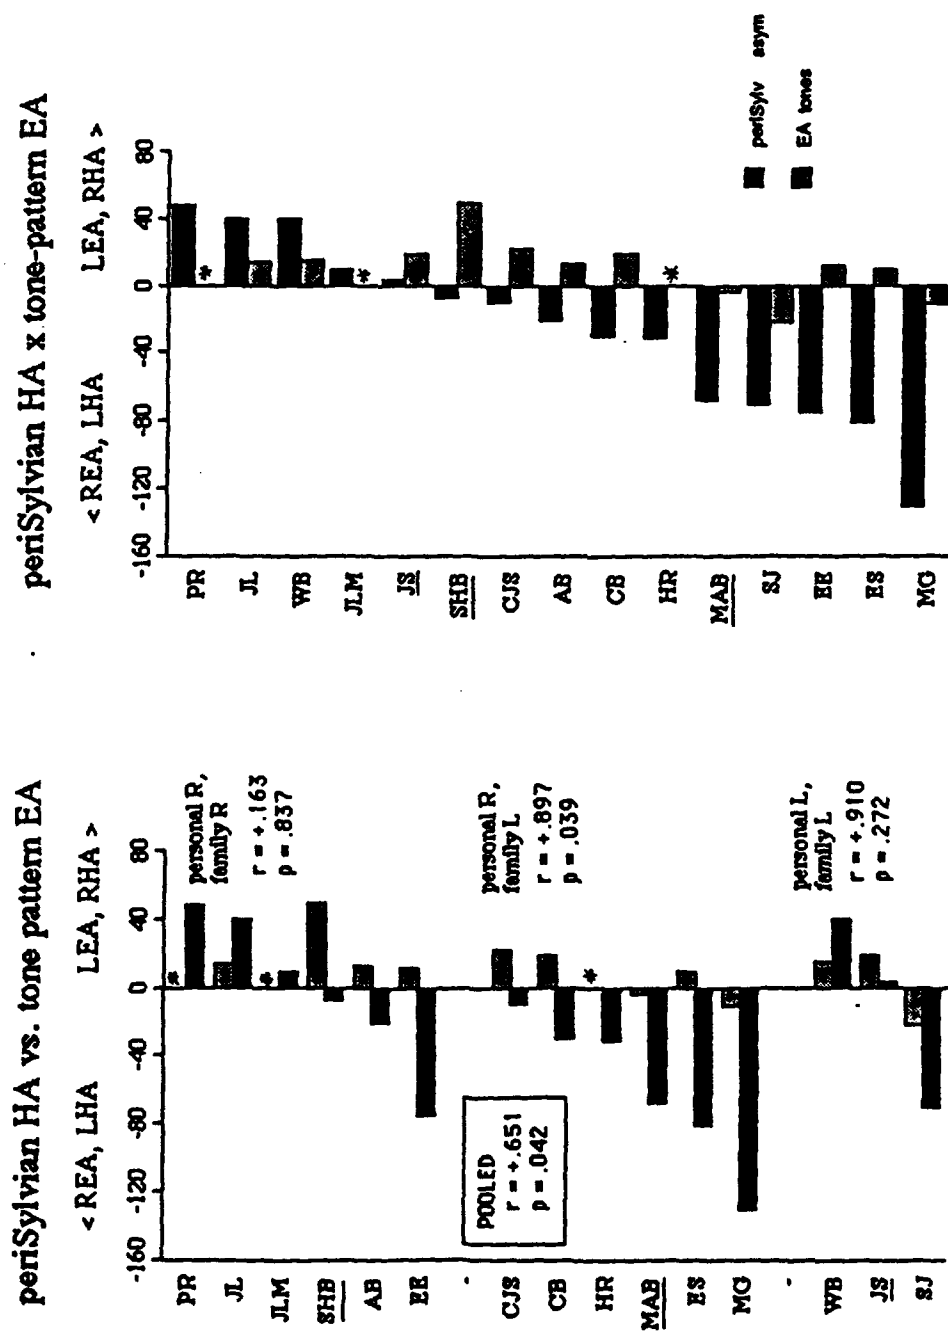 periSylvian HA vs. tone pattern EA
< REA, LHA LEA, RHA >
-160 -120 -80 -40 0 40 80
PR
JL
JLM
SHB
AB
EE
-
CJS
CB
HR
MAB
ES
MG
-
WB
JS
SJ
*
*
*
personal R,
family R
r = +.163
p = .837
personal R,
family L
r = +.897
p = .039
personal L,
family L
r = +.910
p = .272
POOLED
r = +.651
p = .042
periSylvian HA x tone-pattern EA
< REA, LHA LEA, RHA >
-160 -120 -80 -40 0 40 80
PR
JL
WB
JLM
JS
SHB
CJS
AB
CB
HR
MAB
SJ
EE
ES
MG
*
*
*
periSylv asym
EA tones